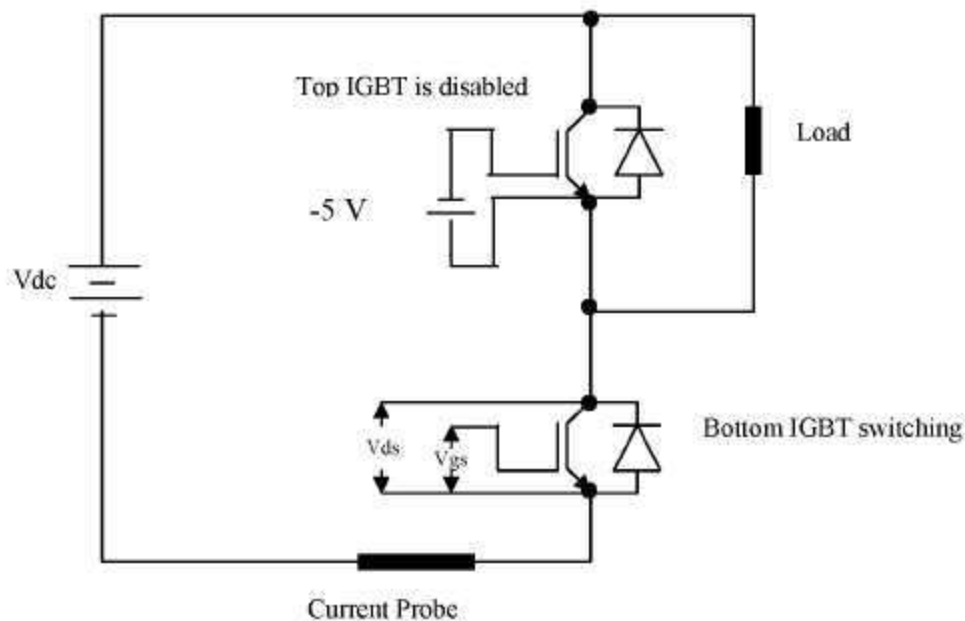 Top IGBT is disabled
Load
-5 V
Vdc
Vds
Vgs
Bottom IGBT switching
Current Probe